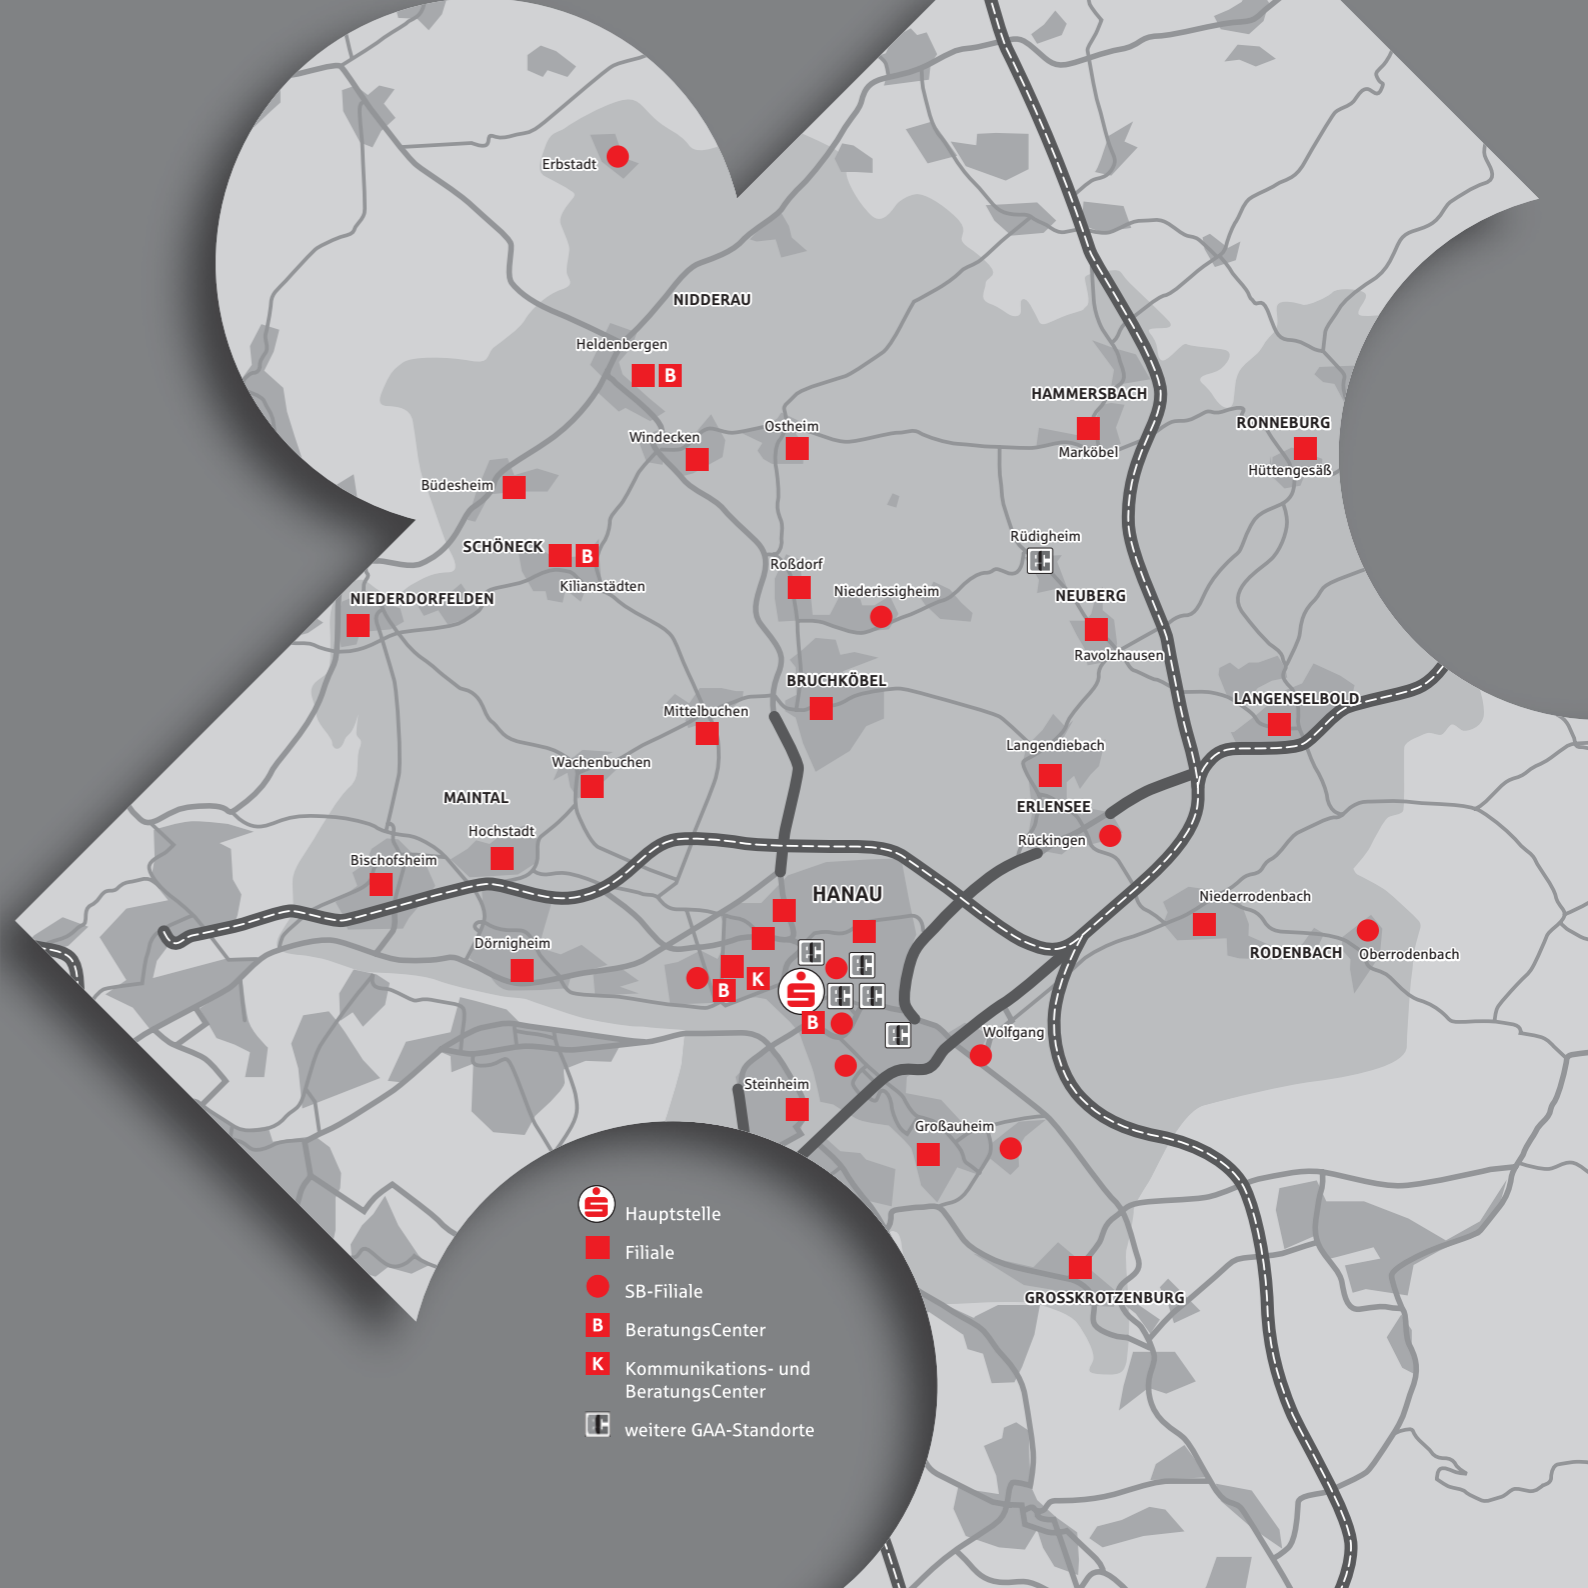 Erbstadt
NIDDERAU
Heldenbergen
B
HAMMERSBACH
RONNEBURG
Ostheim
Windecken
Marköbel
Hüttengesäß
Büdesheim
Rüdigheim
SCHÖNECK
B
Roßdorf
Kilianstädten
Niederissigheim
NEUBERG
NIEDERDORFELDEN
Ravolzhausen
BRUCHKÖBEL
LANGENSELBOLD
Mittelbuchen
Langendiebach
Wachenbuchen
MAINTAL
ERLENSEE
Hochstadt
Rückingen
Bischofsheim
HANAU
Niederrodenbach
Dörnigheim
RODENBACH
Oberrodenbach
K
B
B
Wolfgang
Steinheim
Großauheim
GROSSKROTZENBURG
Hauptstelle
Filiale
SB-Filiale
B BeratungsCenter
K Kommunikations- und
BeratungsCenter
weitere GAA-Standorte